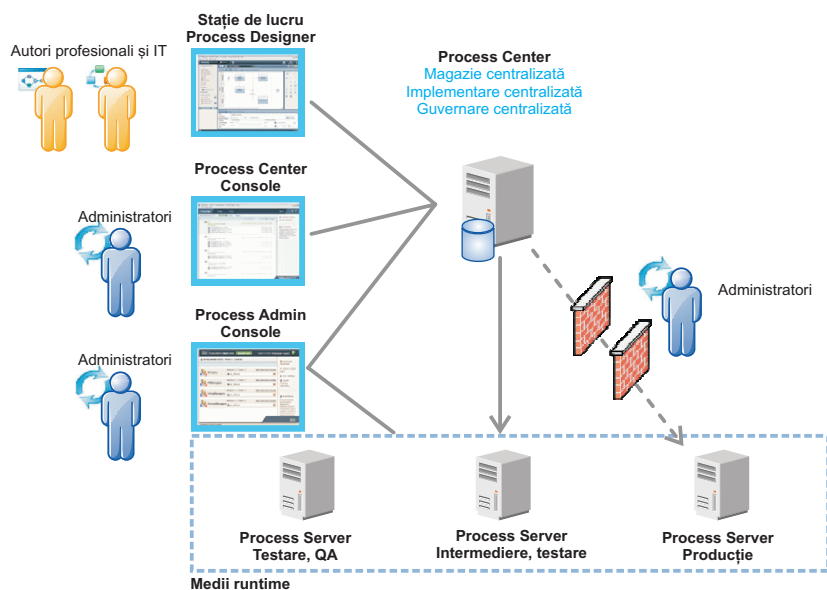 Stație de lucru
Process Designer
Autori profesionali și IT
Process Center
Magazie centralizată
Implementare centralizată
Guvernare centralizată
Process Center
Console
Administratori
Administratori
Process Admin
Console
Administratori
Process Server
Testare, QA
Process Server
Intermediere, testare
Process Server
Producție
Medii runtime